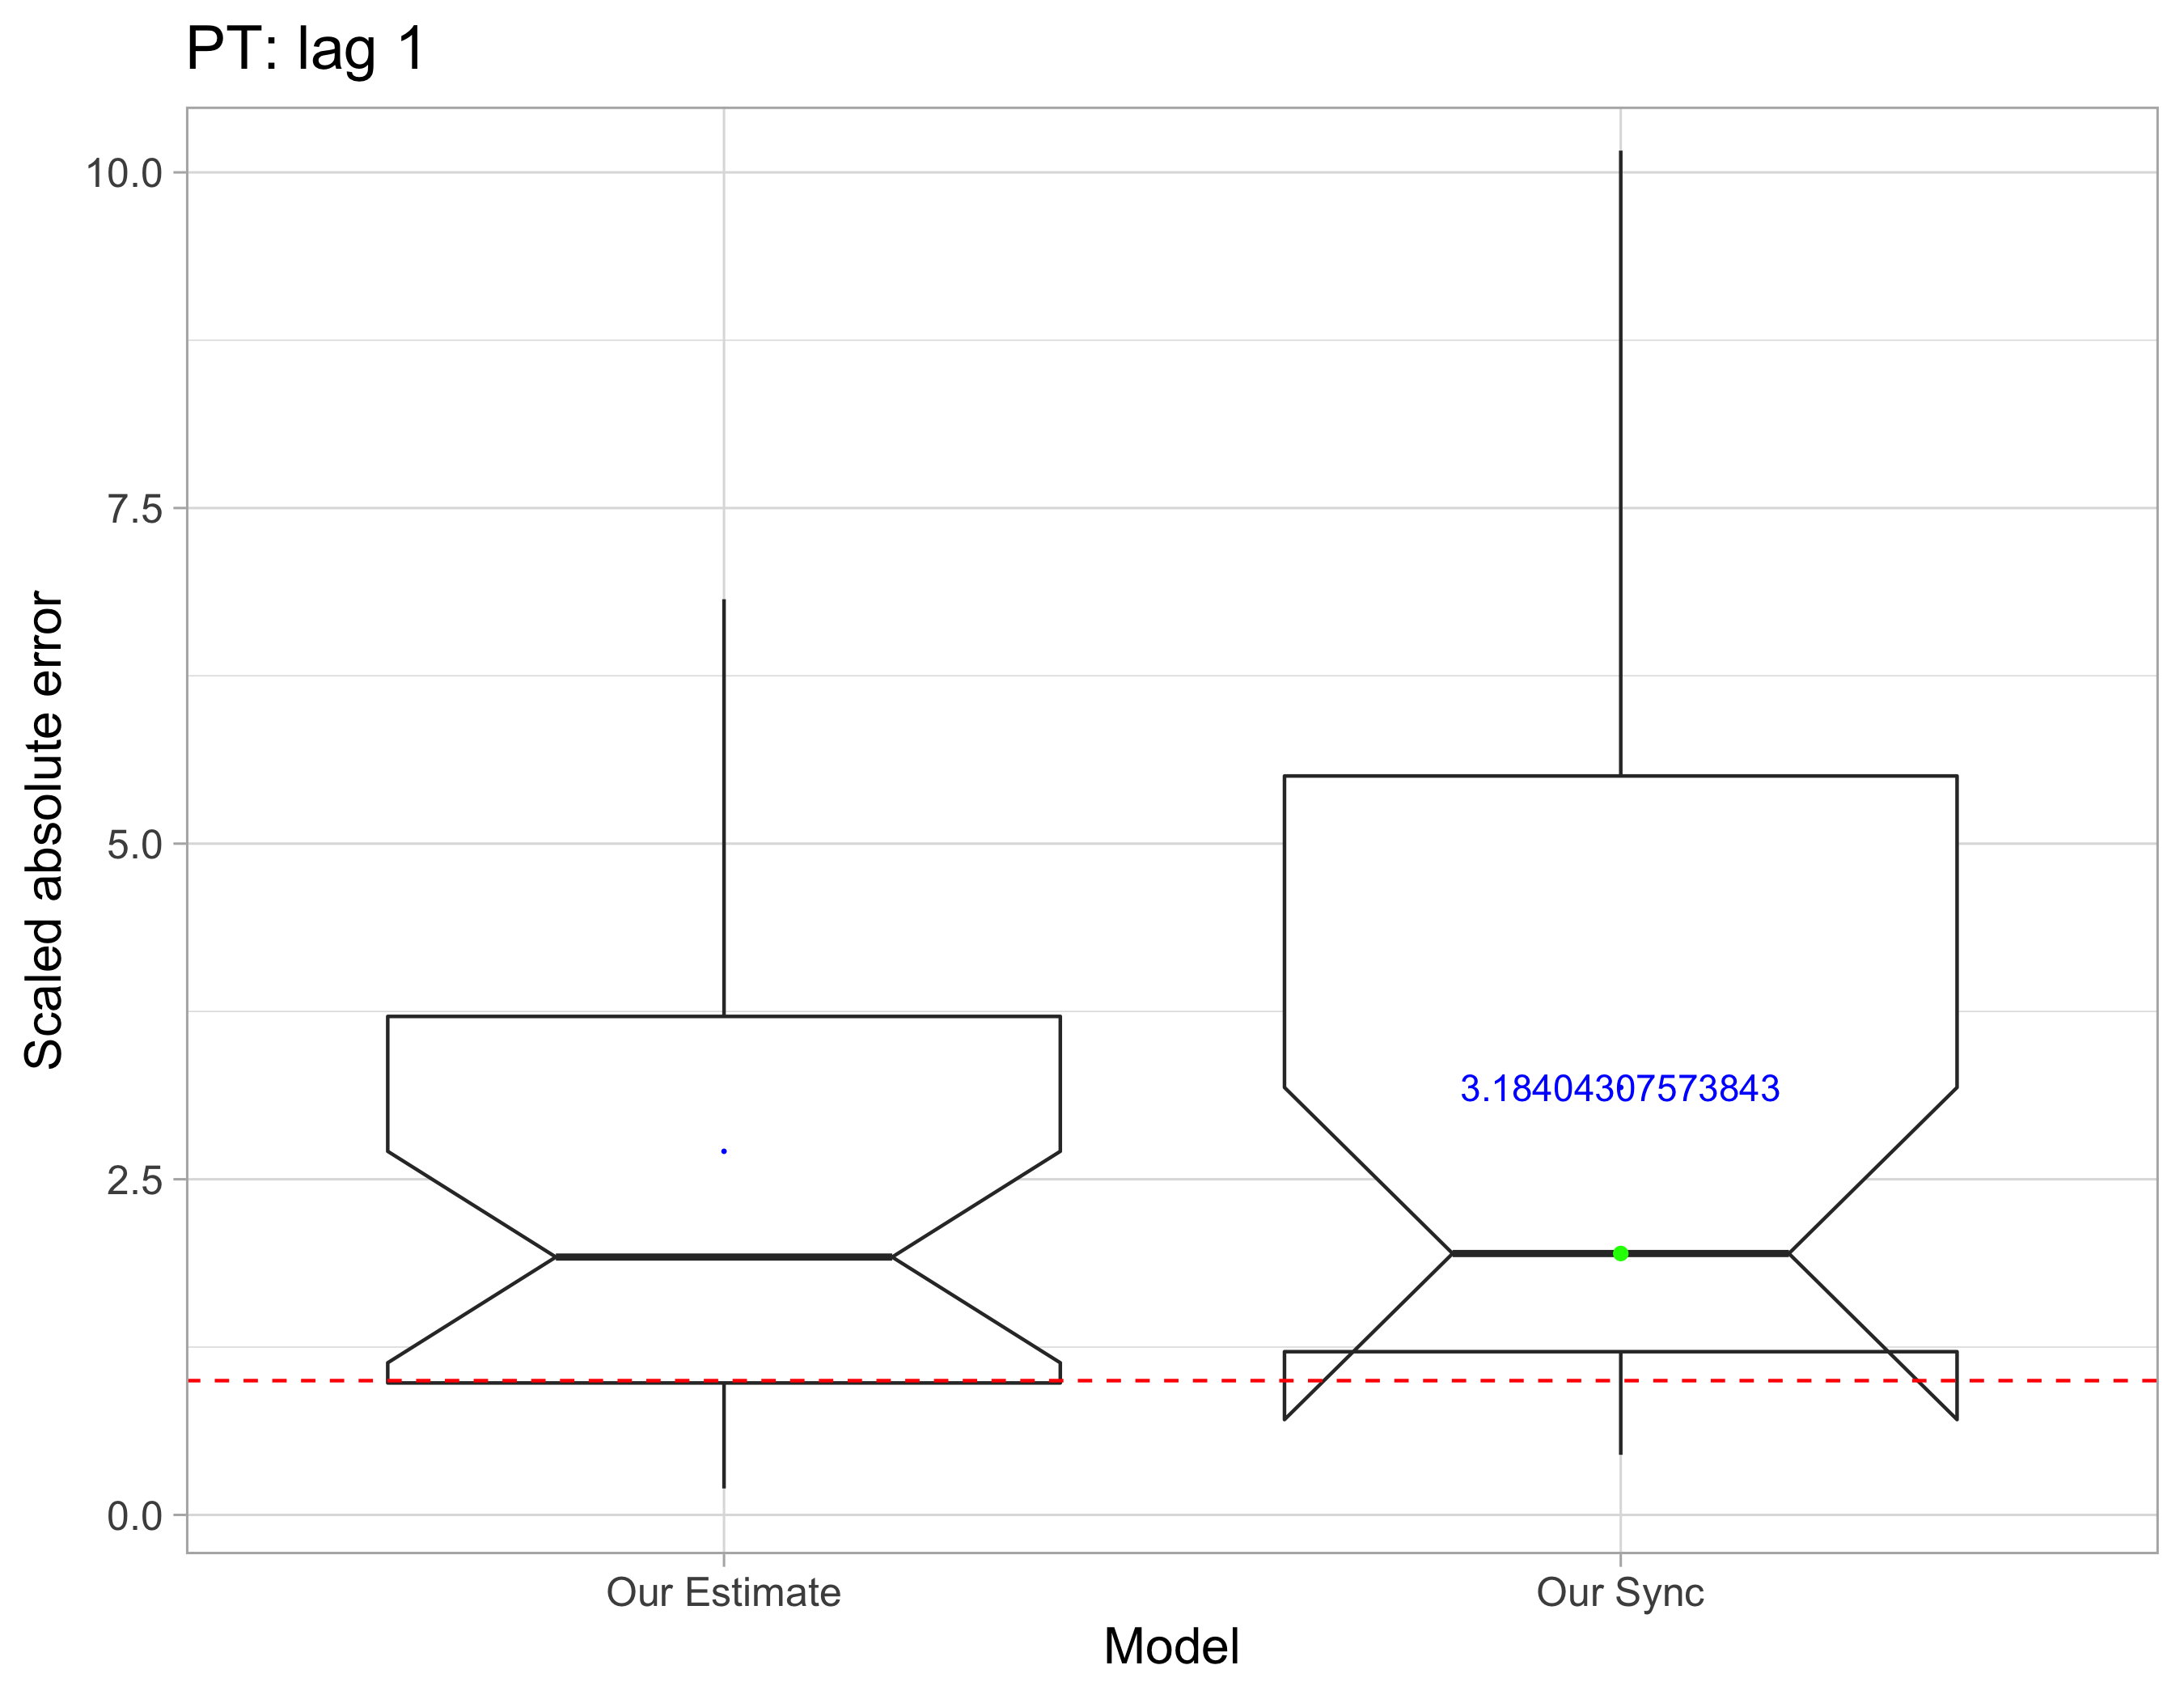 PT: lag 1
10.0
7.5
5.0
2.5
0.0
Scaled absolute error
3.18404307573843
Our Estimate
Our Sync
Model